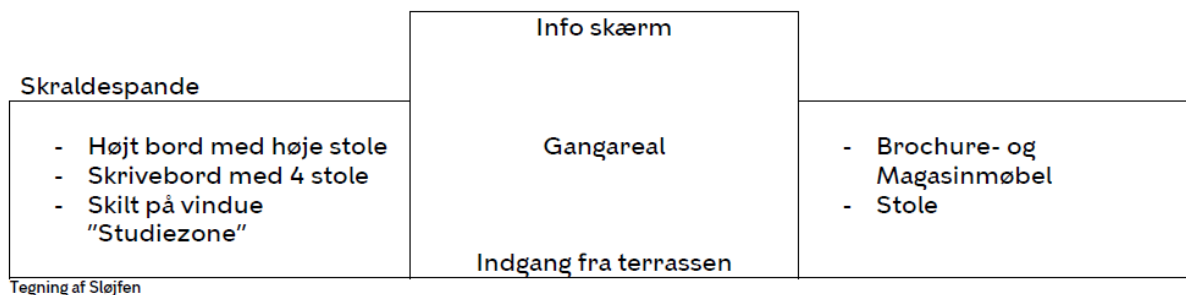 Info skærm
Skraldespande
- Højt bord med høje stole
- Skrivebord med 4 stole
- Skilt på vindue
”Studiezone”
Gangareal
Indgang fra terrassen
- Brochure- og
Magasinmøbel
- Stole
Tegning af Sløjfen